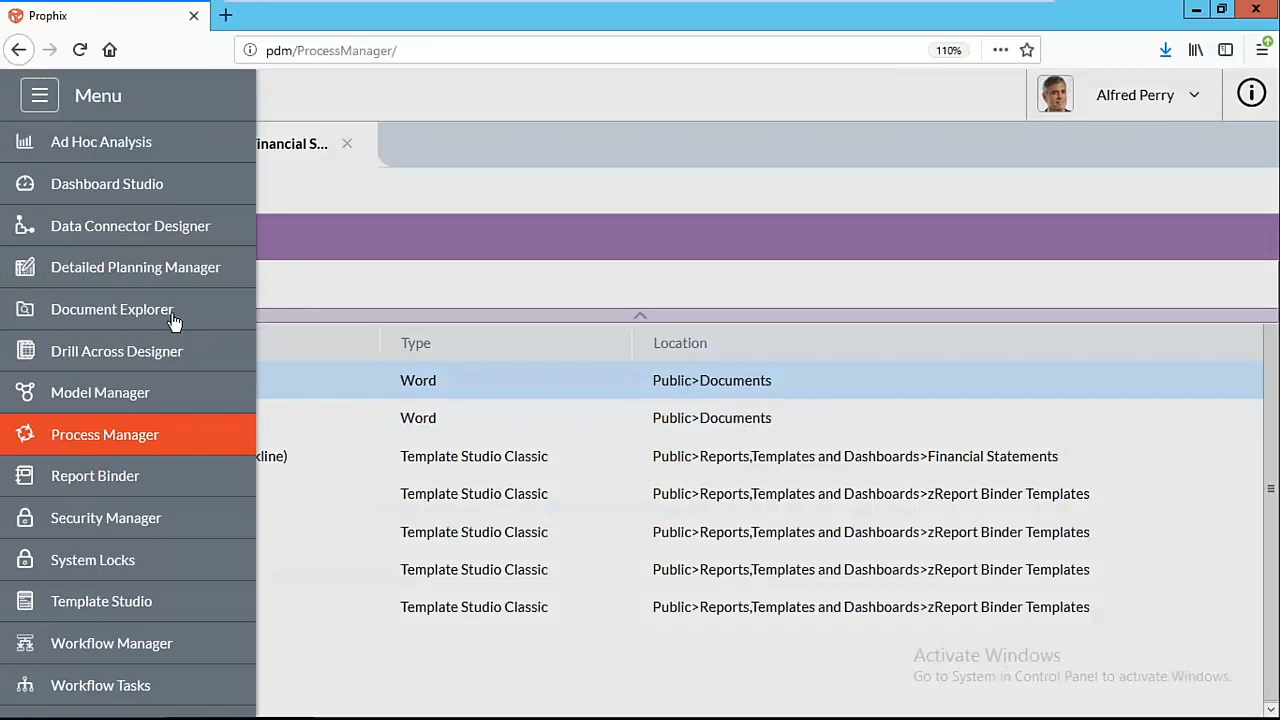 Prophix
pdm/ProcessManager/
110%
Menu
Alfred Perry
Ad Hoc Analysis
inancial S...
Dashboard Studio
Data Connector Designer
Detailed Planning Manager
Document Explorer
Drill Across Designer
Type
Location
Model Manager
Word
Public>Documents
Word
Public>Documents
Process Manager
kline)
Template Studio Classic
Public>Reports,Templates and Dashboards>Financial Statements
Report Binder
Template Studio Classic
Public>Reports,Templates and Dashboards>zReport Binder Templates
Security Manager
Template Studio Classic
Public>Reports,Templates and Dashboards>zReport Binder Templates
System Locks
Template Studio Classic
Public>Reports,Templates and Dashboards>zReport Binder Templates
Template Studio
Template Studio Classic
Public>Reports,Templates and Dashboards>zReport Binder Templates
Workflow Manager
Workflow Tasks
Activate Windows
Go to System in Control Panel to activate Windows.